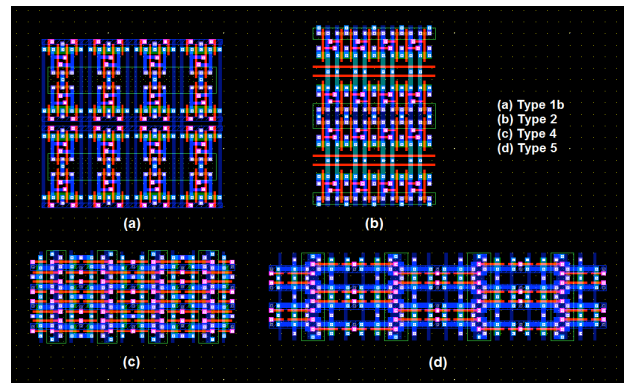 (a) Type 1b
(b) Type 2
(c) Type 4
(d) Type 5
(a)
(b)
(c)
(d)